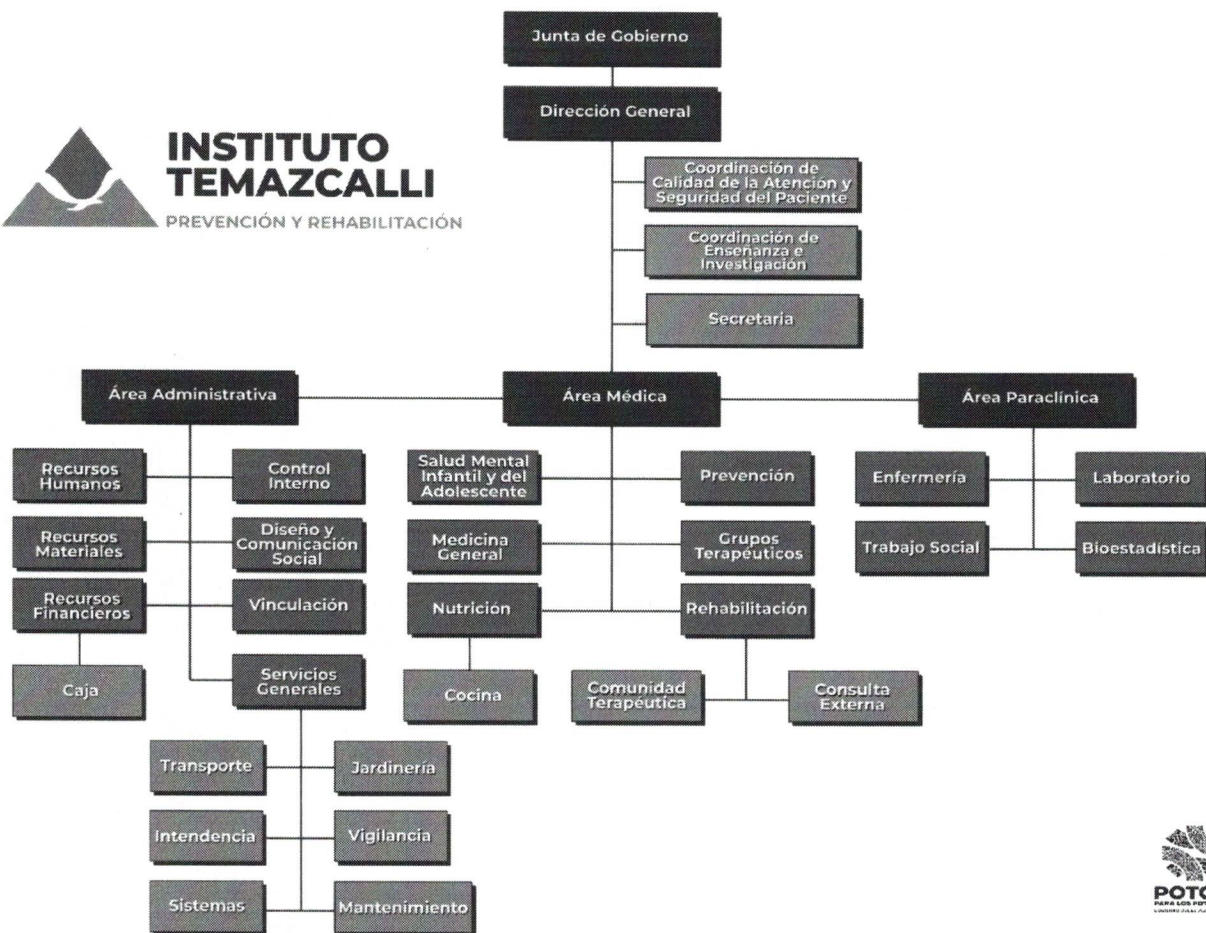 Junta de Gobierno
Dirección General
INSTITUTO
TEMAZCALLI
PREVENCIÓN Y REHABILITACIÓN
Coordinación de
Calidad de la Atención y
Seguridad del Paciente
Coordinación de
Enseñanza e
Investigación
Secretaria
Área Administrativa
Área Médica
Área Paraclínica
Recursos
Humanos
Control
Interno
Salud Mental
Infantil y del
Adolescente
Prevención
Enfermería
Laboratorio
Recursos
Materiales
Diseño y
Comunicación
Social
Medicina
General
Grupos
Terapéuticos
Trabajo Social
Bioestadística
Recursos
Financieros
Vinculación
Nutrición
Rehabilitación
Caja
Servicios
Generales
Cocina
Comunidad
Terapéutica
Consulta
Externa
Transporte
Jardinería
Intendencia
Vigilancia
Sistemas
Mantenimiento
PARA LOS